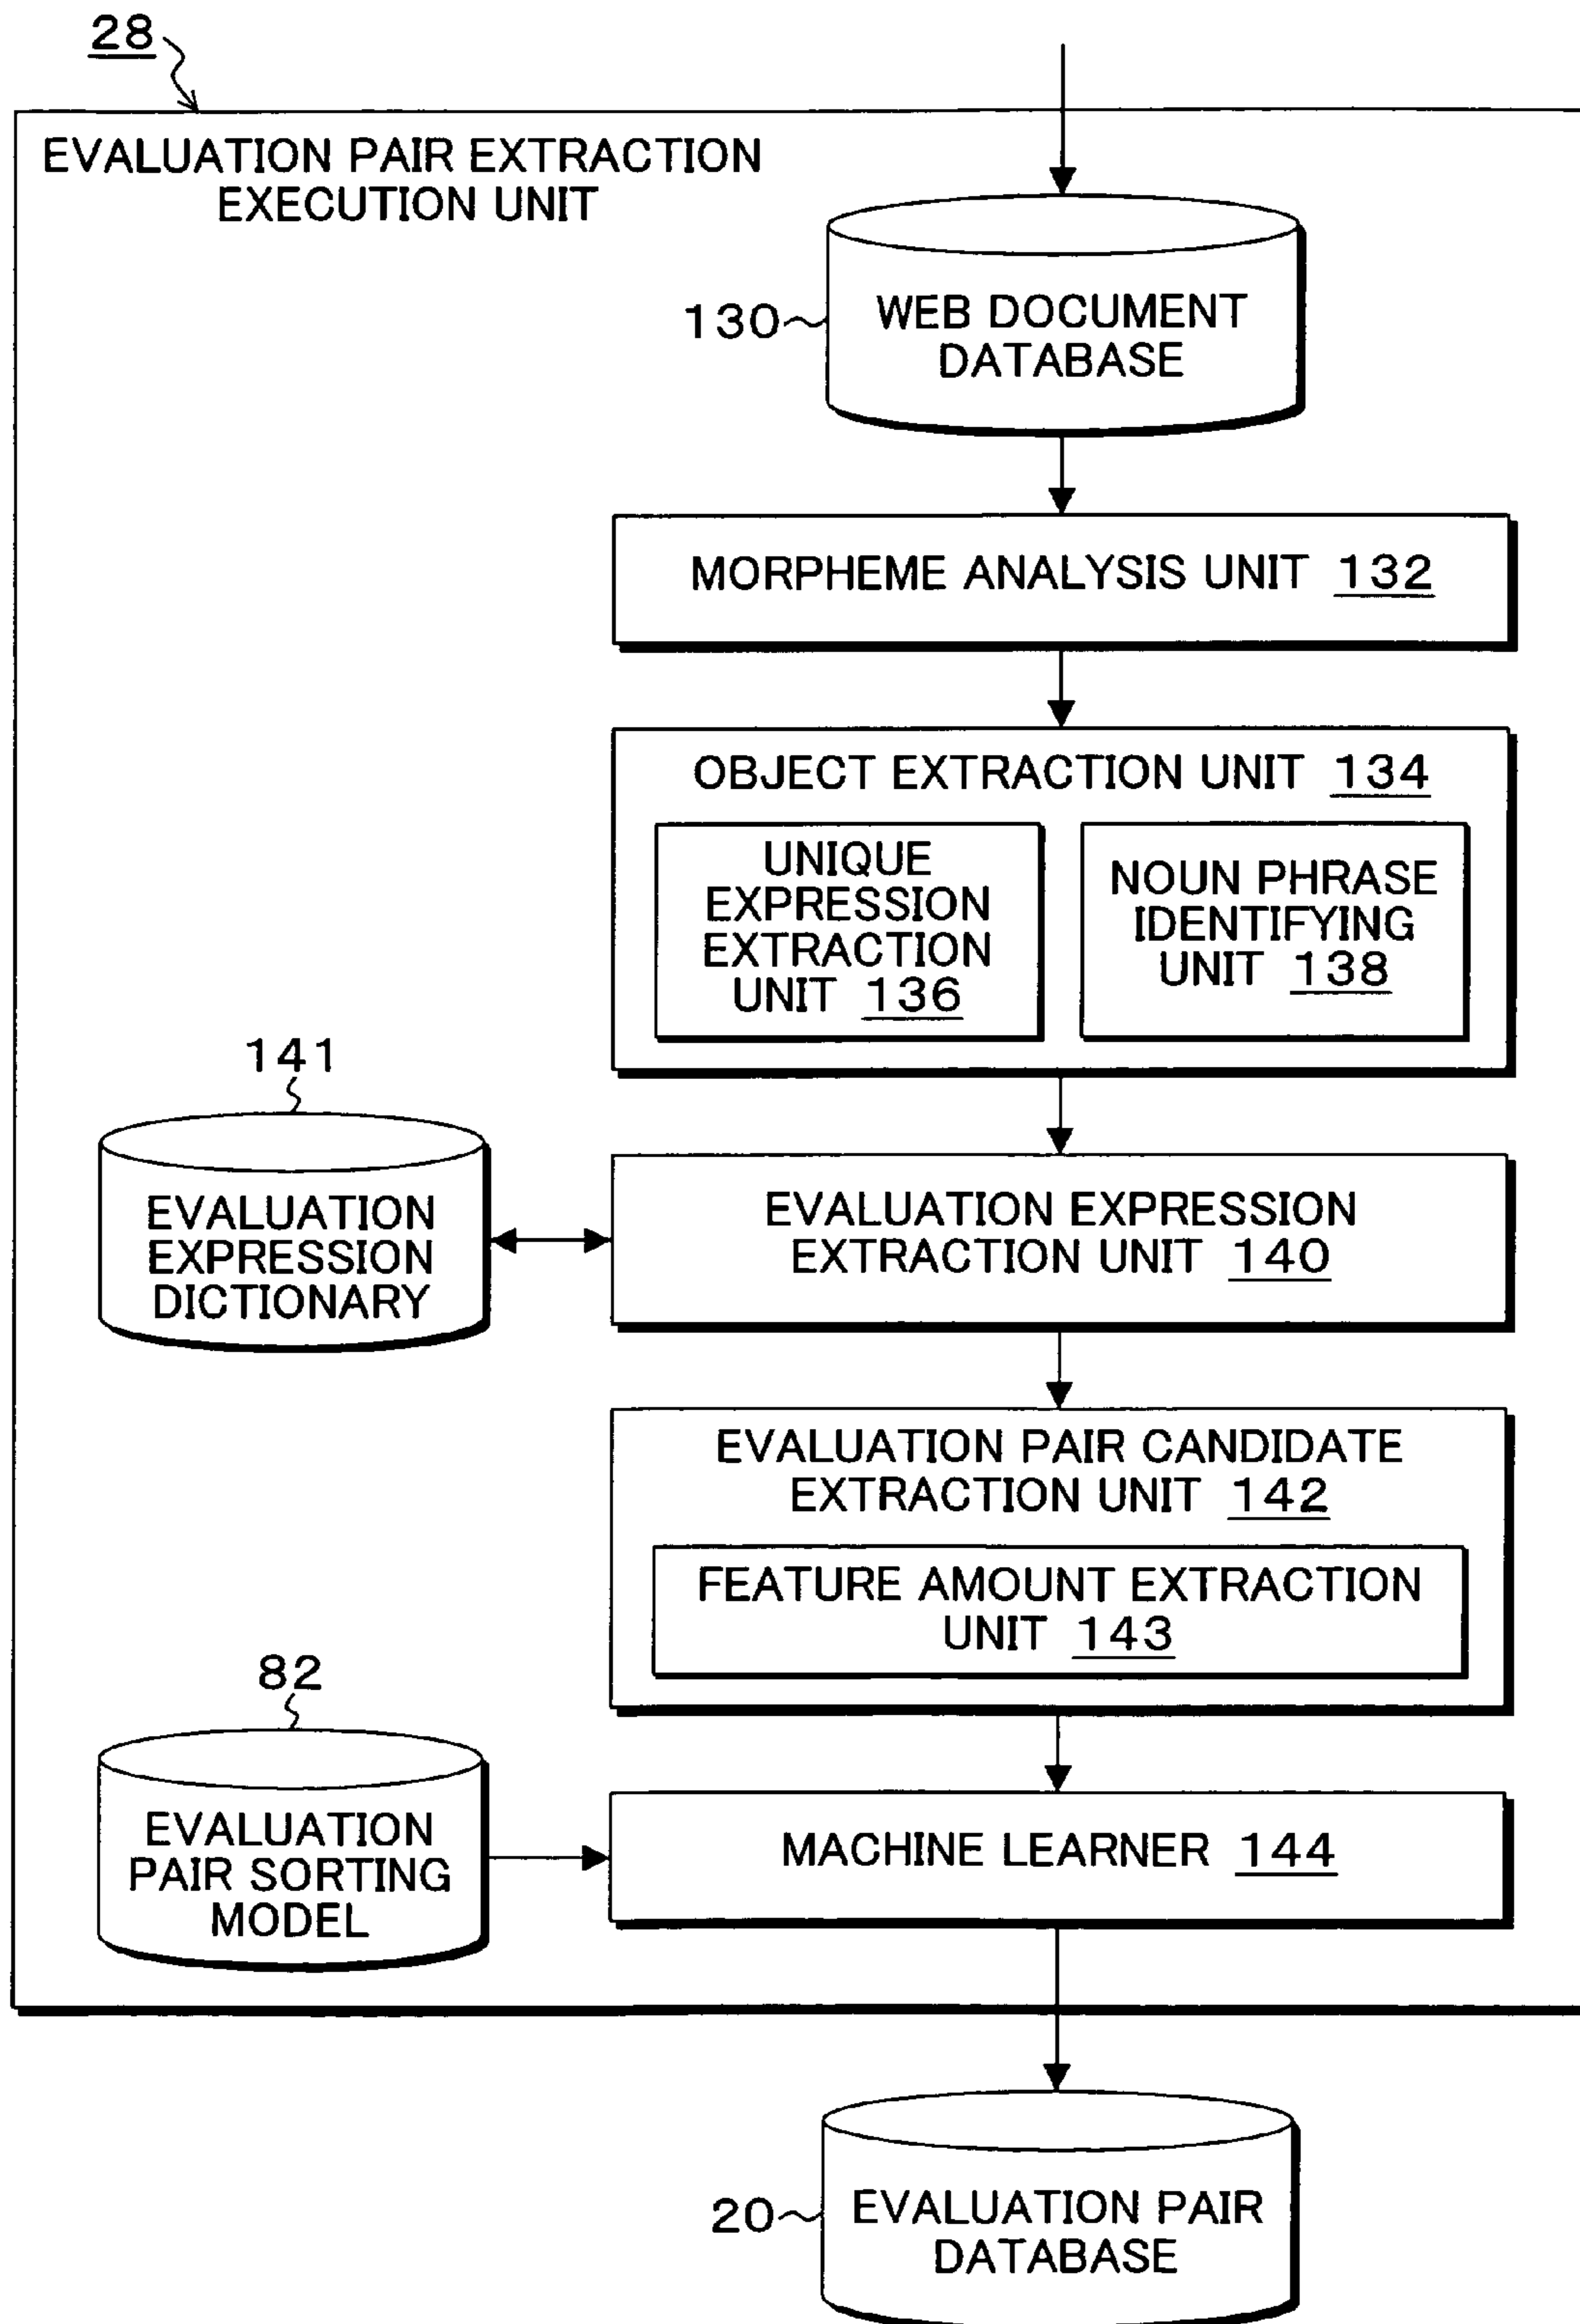 28
EVALUATION PAIR EXTRACTION
EXECUTION UNIT
130
WEB DOCUMENT
DATABASE
MORPHEME ANALYSIS UNIT 132
OBJECT EXTRACTION UNIT 134
UNIQUE
EXPRESSION
EXTRACTION
UNIT 136
NOUN PHRASE
IDENTIFYING
UNIT 138
141
EVALUATION
EXPRESSION
DICTIONARY
EVALUATION EXPRESSION
EXTRACTION UNIT 140
EVALUATION PAIR CANDIDATE
EXTRACTION UNIT 142
FEATURE AMOUNT EXTRACTION
UNIT 143
82
EVALUATION
PAIR SORTING
MODEL
MACHINE LEARNER 144
20
EVALUATION PAIR
DATABASE